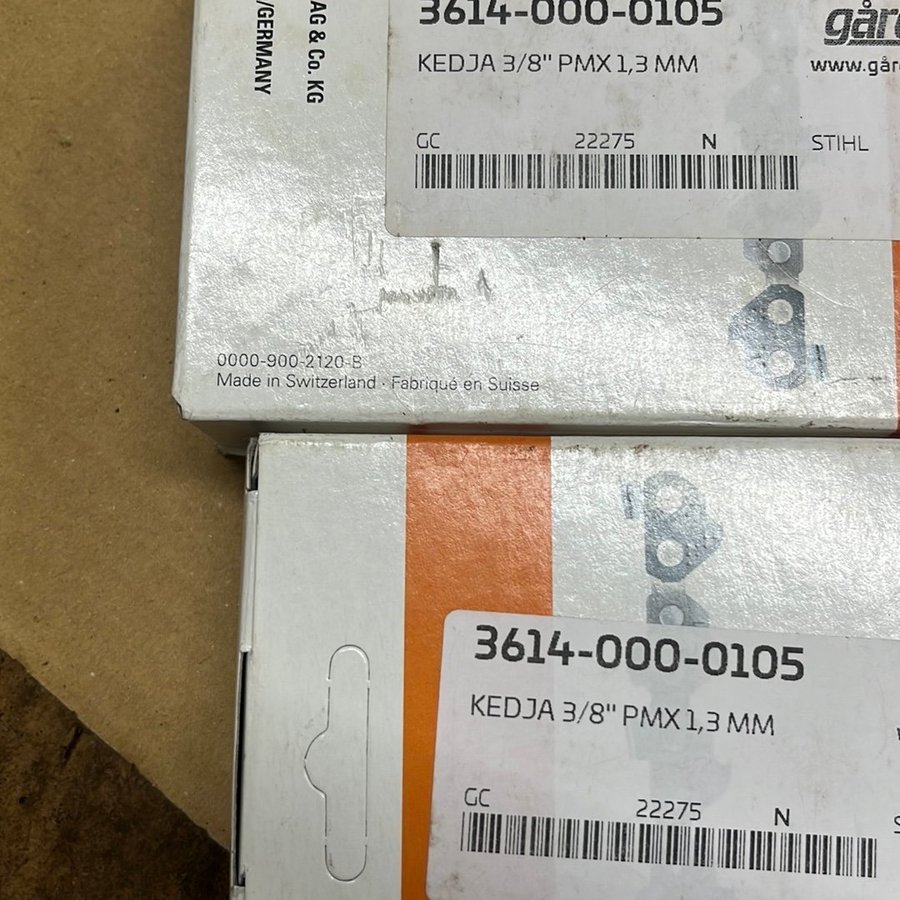 /GERMANY
AG & Co. KG
3614-000-0105
KEDJA 3/8" PMX 1,3 MM
GC 22275 N STIHL
går
www.går
0000-900-2120-B
Made in Switzerland · Fabriqué en Suisse
3614-000-0105
KEDJA 3/8" PMX 1,3 MM
GC 22275 N S